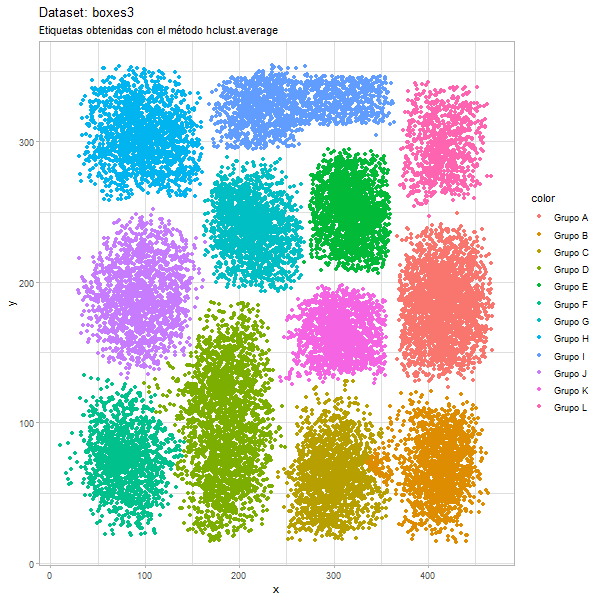 Dataset: boxes3
Etiquetas obtenidas con el método hclust.average
300
200
100
0
y
0 100 200 300 400
x
color
Grupo A
Grupo B
Grupo C
Grupo D
Grupo E
Grupo F
Grupo G
Grupo H
Grupo I
Grupo J
Grupo K
Grupo L